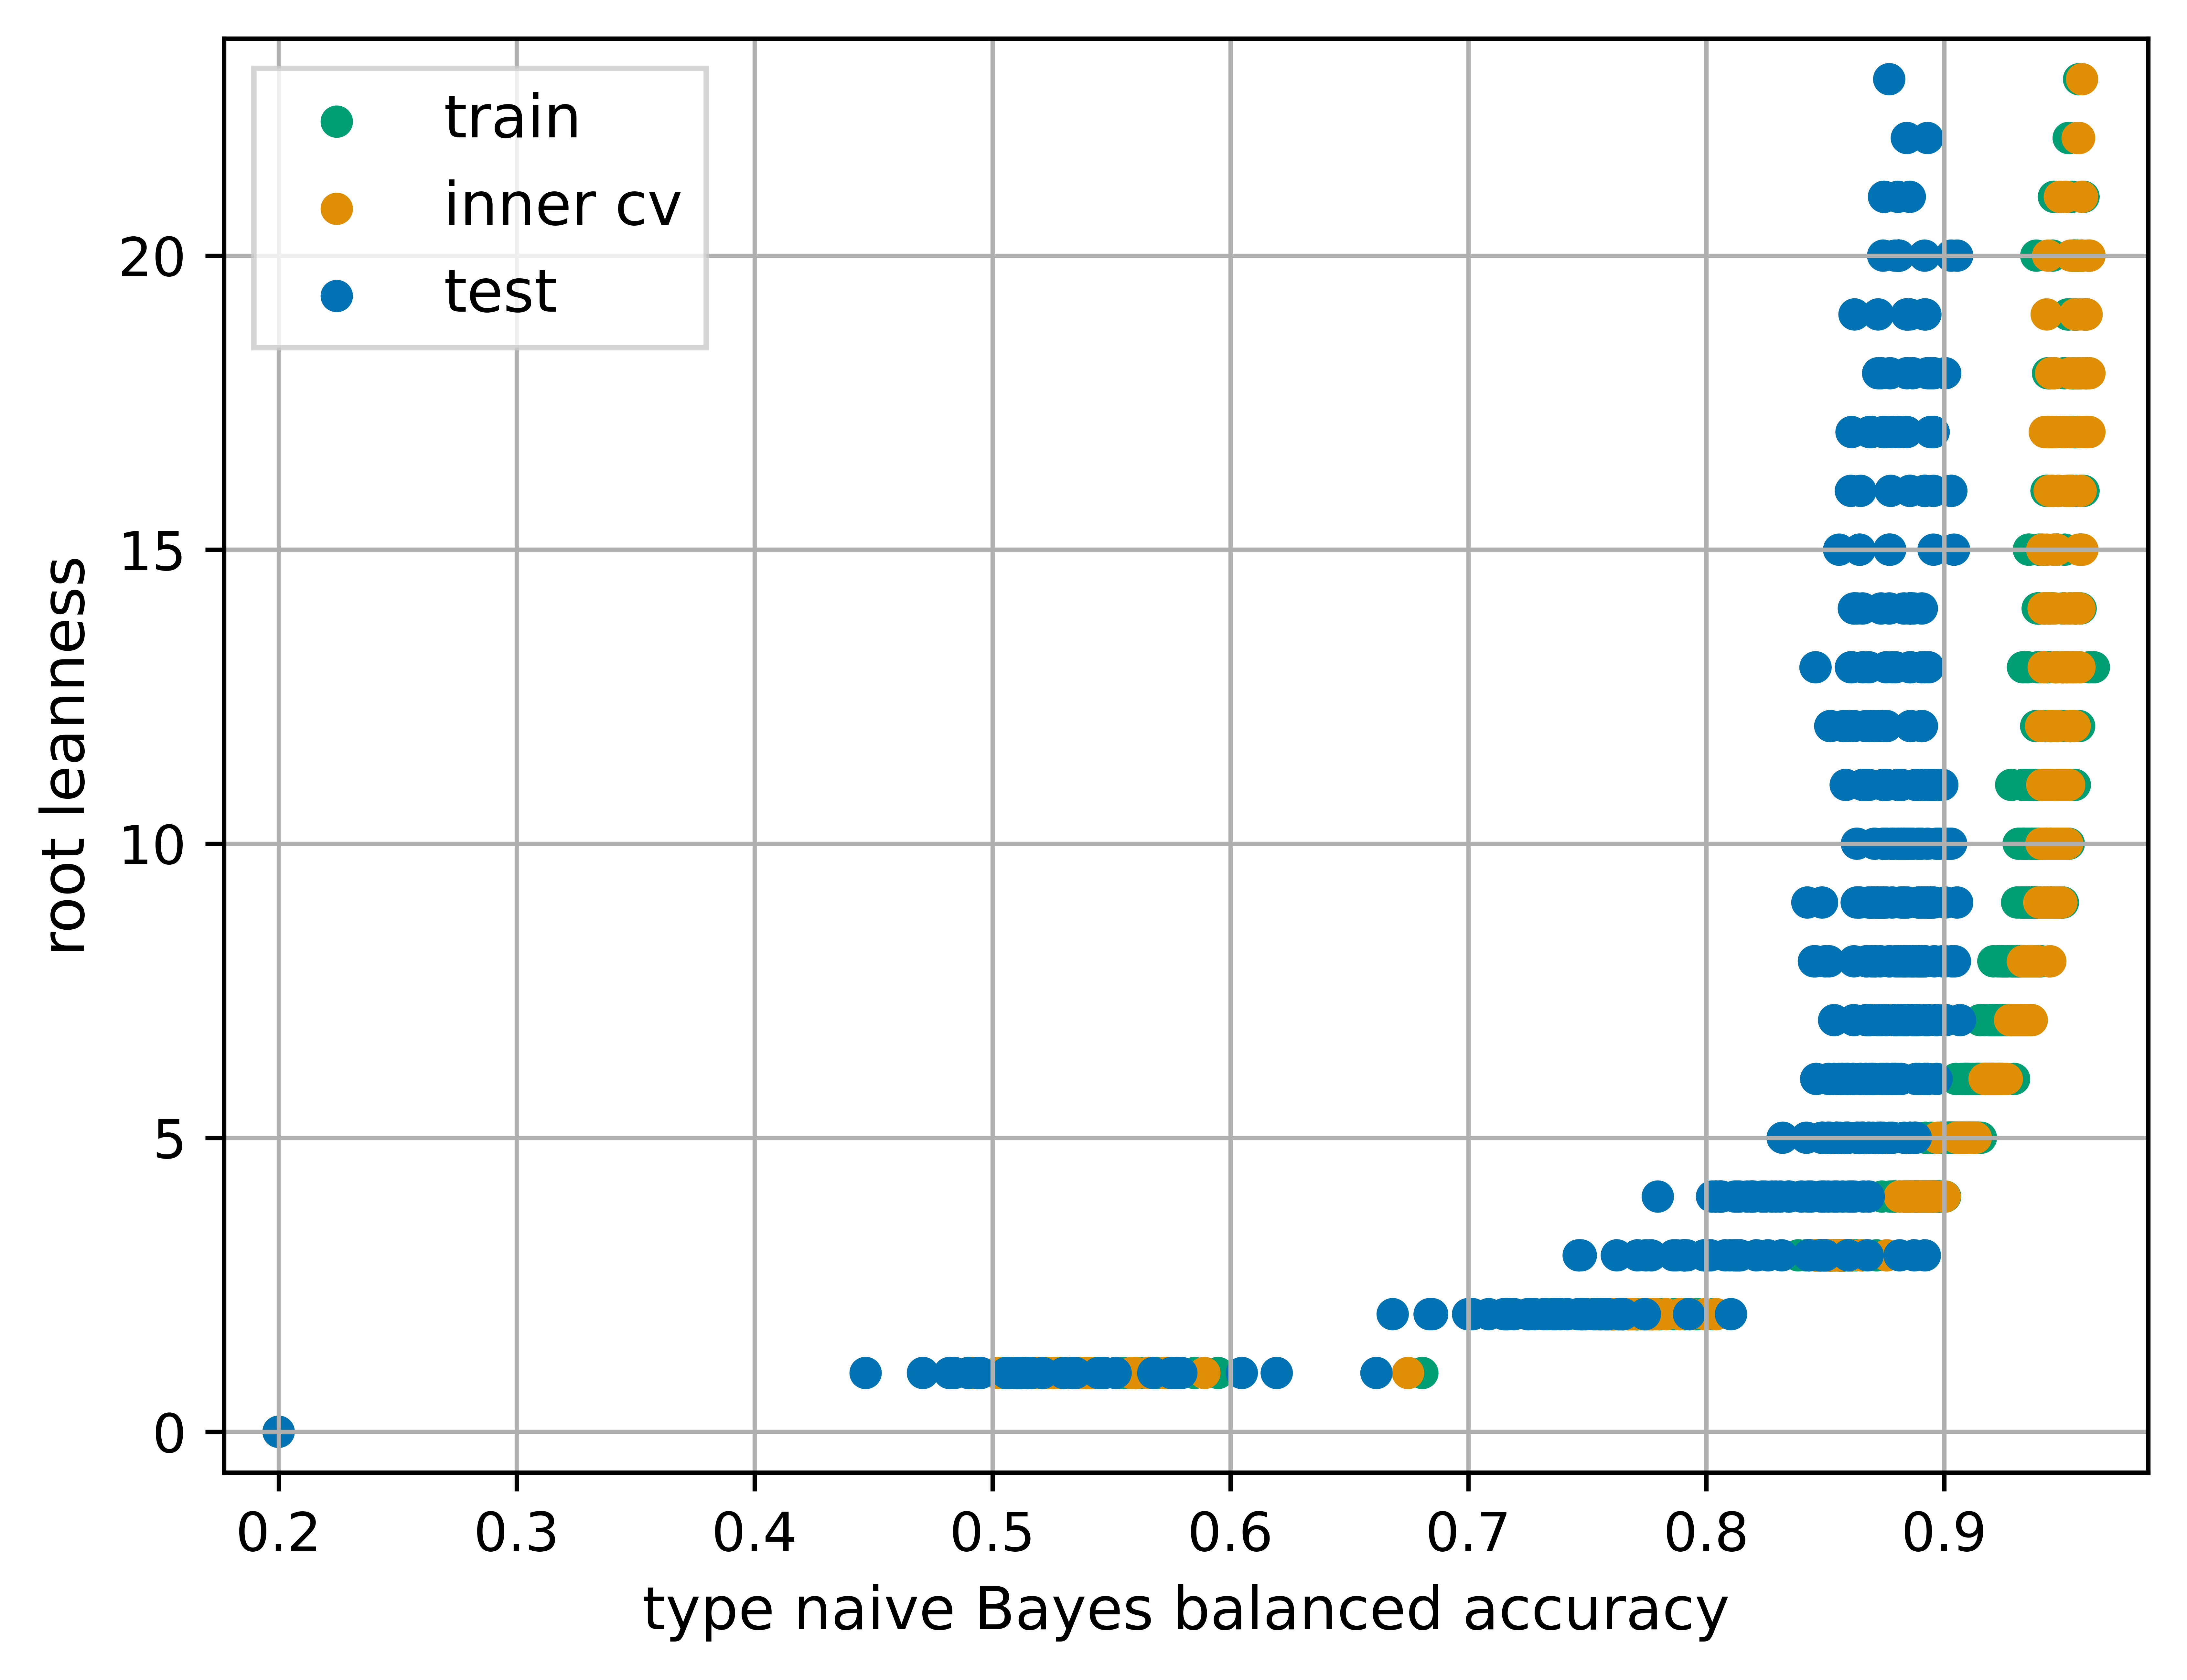 train
inner cv
test
20
15
10
5
0
root leanness
0.2 0.3 0.4 0.5 0.6 0.7 0.8 0.9
type naive Bayes balanced accuracy